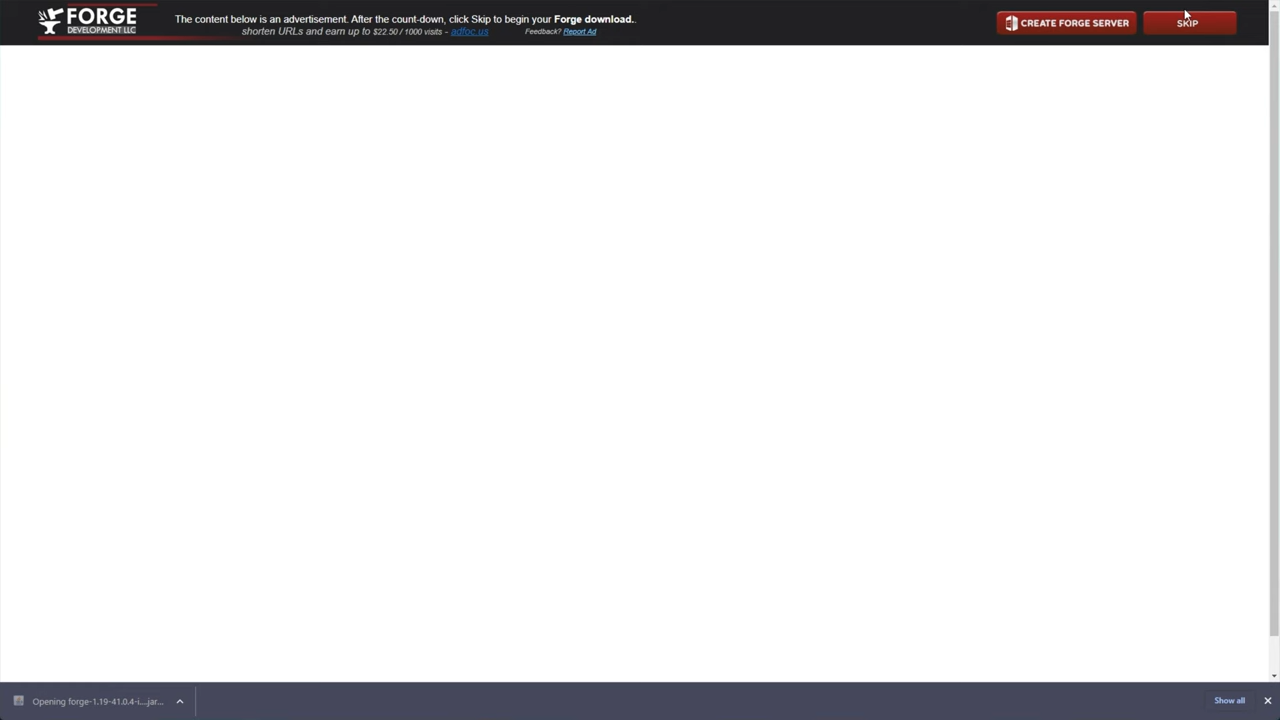 FORGE
DEVELOPMENT LLC
The content below is an advertisement. After the count-down, click Skip to begin your Forge download..
shorten URLs and earn up to $22.50 / 1000 visits - adfoc.us
Feedback? Report Ad
CREATE FORGE SERVER
SKIP
Opening forge-1.19-41.0.4-i....jar...
Show all